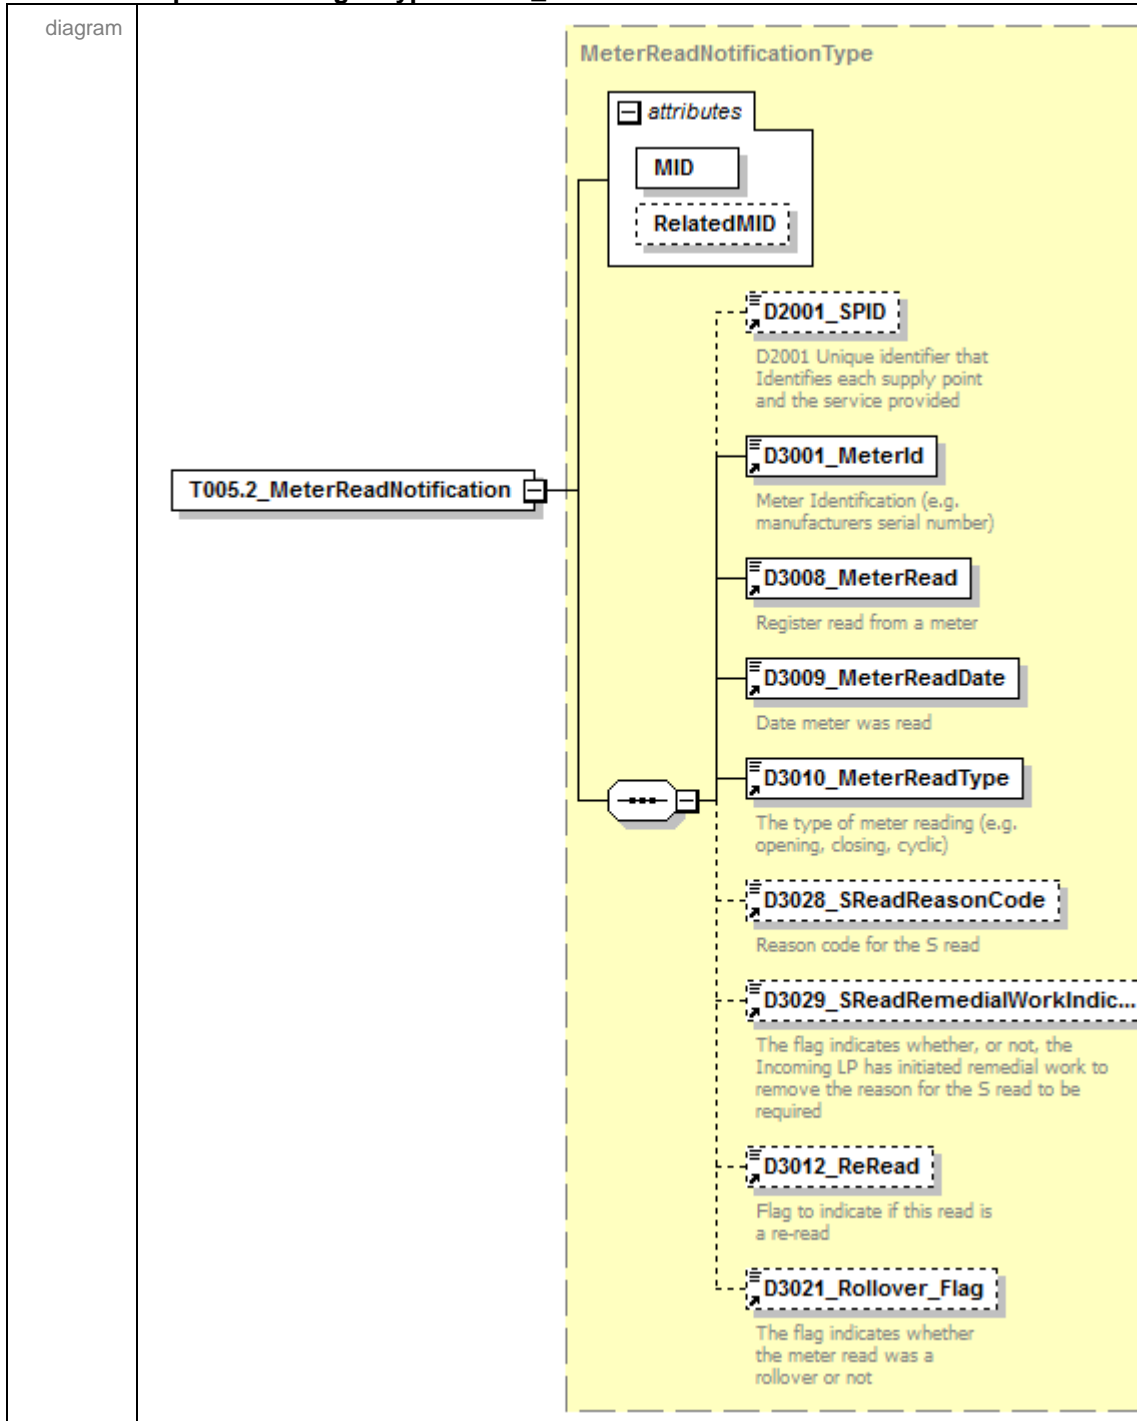 diagram
MeterReadNotificationType
attributes
MID
RelatedMID
D2001_SPID
D2001 Unique identifier that
Identifies each supply point
and the service provided
T005.2_MeterReadNotification
D3001_MeterId
Meter Identification (e.g.
manufacturers serial number)
D3008_MeterRead
Register read from a meter
D3009_MeterReadDate
Date meter was read
D3010_MeterReadType
The type of meter reading (e.g.
opening, closing, cyclic)
D3028_SReadReasonCode
Reason code for the S read
D3029_SReadRemedialWorkIndic...
The flag indicates whether, or not, the
Incoming LP has initiated remedial work to
remove the reason for the S read to be
required
D3012_ReRead
Flag to indicate if this read is
a re-read
D3021_Rollover_Flag
The flag indicates whether
the meter read was a
rollover or not